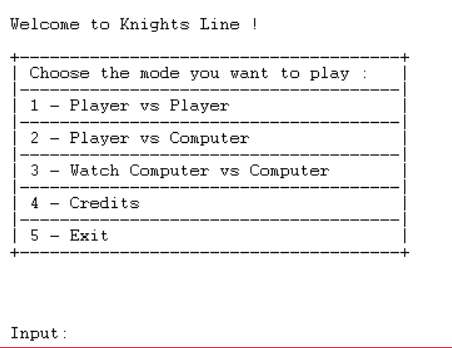 Welcome to Knights Line !
Choose the mode you want to play :
1 - Player vs Player
2 - Player vs Computer
3 - Watch Computer vs Computer
4 - Credits
5 - Exit
Input: